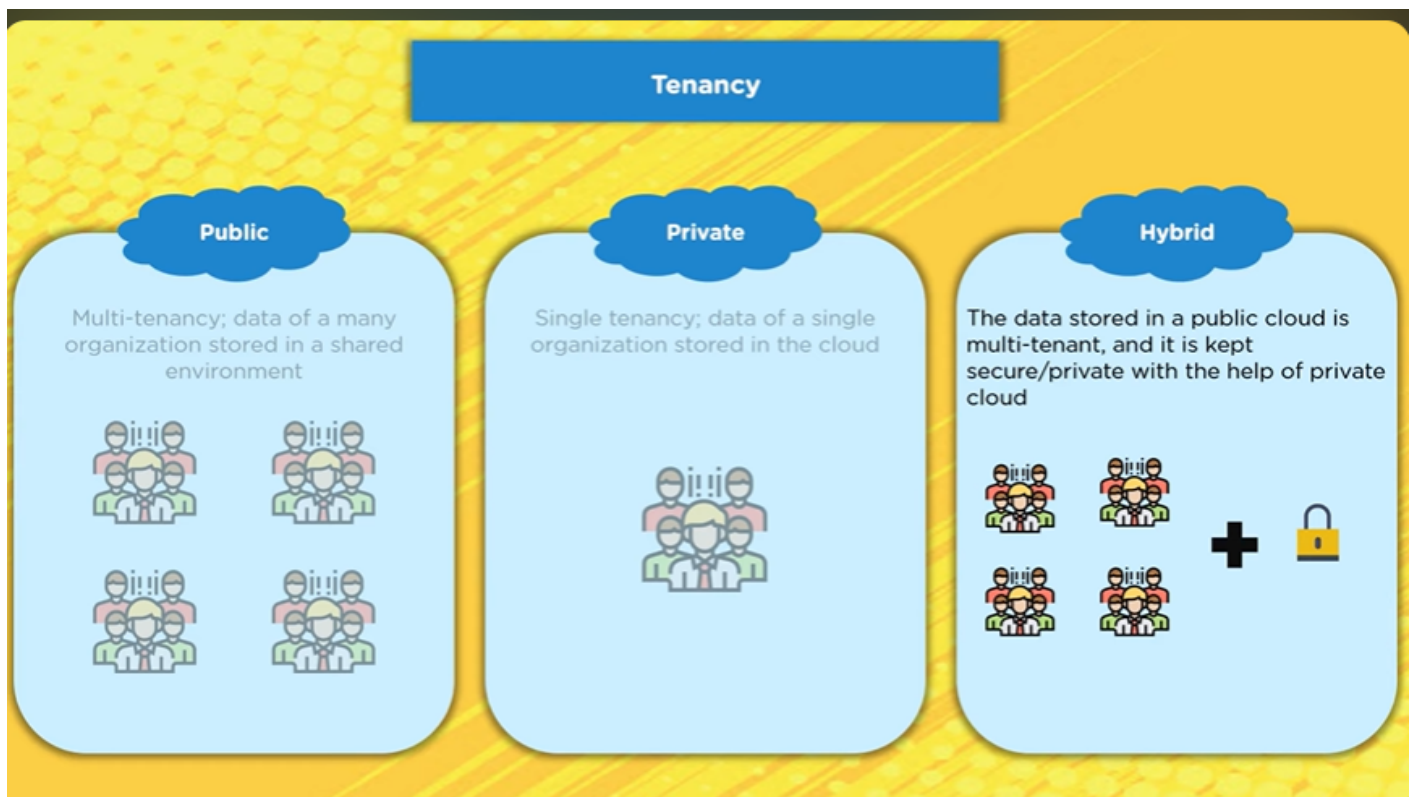 Tenancy
Public
Multi-tenancy; data of a many
organization stored in a shared
environment
Private
Single tenancy; data of a single
organization stored in the cloud
Hybrid
The data stored in a public cloud is
multi-tenant, and it is kept
secure/private with the help of private
cloud